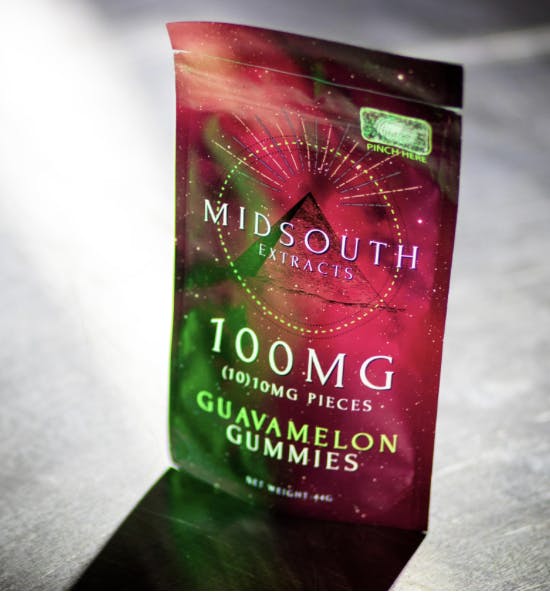 PINCH HERE
MIDSOUTH
EXTRACTS
100MG
(10)10MG PIECES
GUAVAMELON
GUMMIES
NET WEIGHT 44G